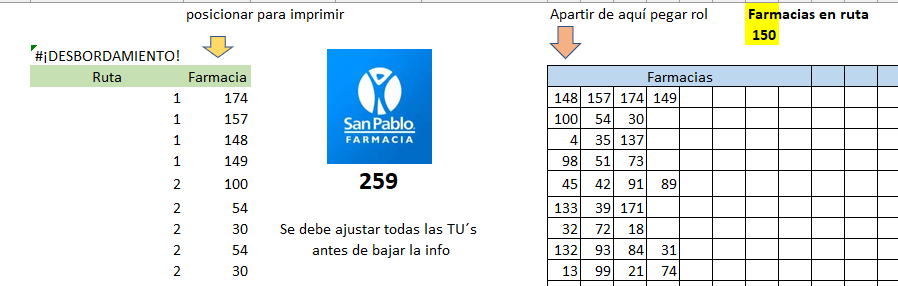 posicionar para imprimir
Apartir de aquí pegar rol
Farmacias en ruta
150
#¡DESBORDAMIENTO!
Ruta Farmacia
1 174
1 157
1 148
1 149
2 100
2 54
2 30
2 54
2 30
San Pablo
FARMACIA
259
Se debe ajustar todas las TU´s
antes de bajar la info
Farmacias
148 157 174 149
100 54 30
4 35 137
98 51 73
45 42 91 89
133 39 171
32 72 18
132 93 84 31
13 99 21 74